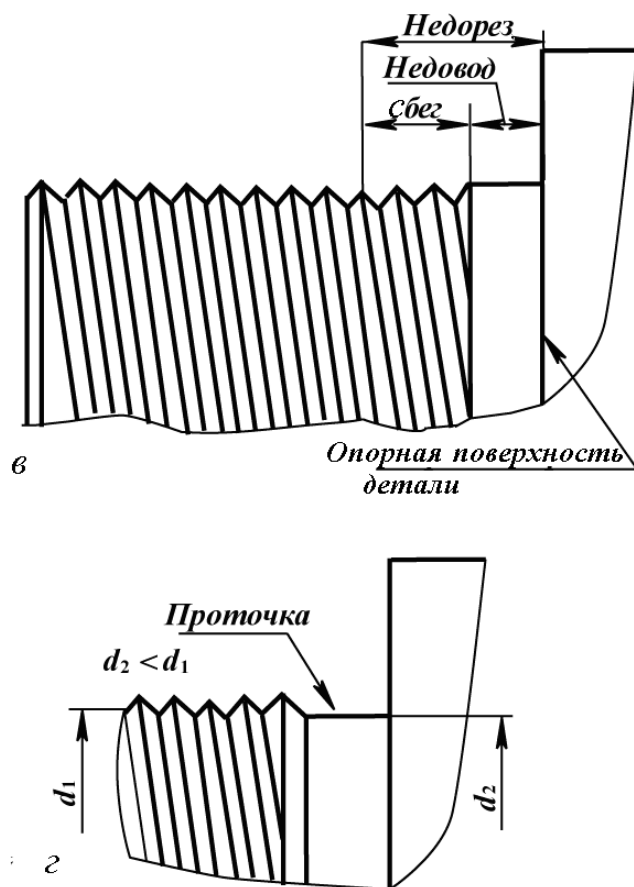 Недорез
Недовод
сбег
в
Опорная поверхность
детали
Проточка
d₂ < d₁
d₁
d₂
г